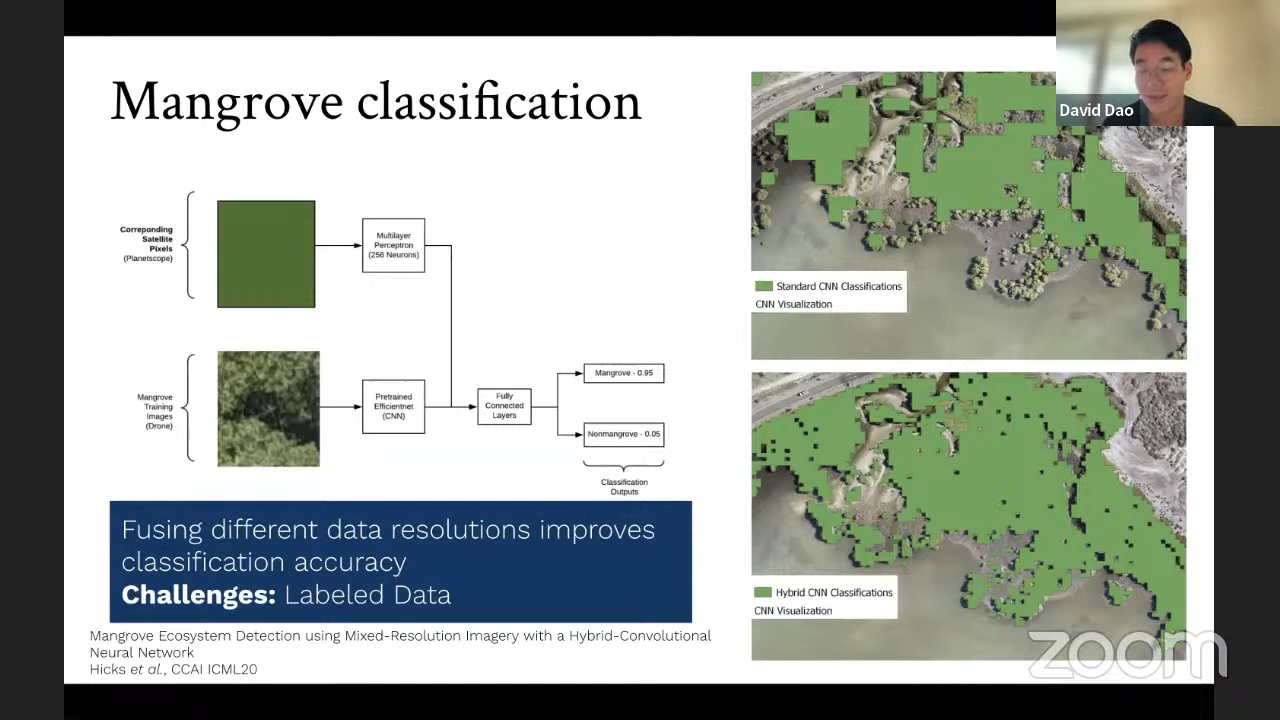 Mangrove classification
David Dao
Correponding
Satellite
Pixels
(Planetscope)
Multilayer
Perceptron
(256 Neurons)
Mangrove
Training
Images
(Drone)
Pretrained
Efficientnet
(CNN)
Fully
Connected
Layers
Mangrove - 0.95
Nonmangrove - 0.05
Classification
Outputs
Standard CNN Classifications
CNN Visualization
Hybrid CNN Classifications
CNN Visualization
Fusing different data resolutions improves
classification accuracy
Challenges: Labeled Data
Mangrove Ecosystem Detection using Mixed-Resolution Imagery with a Hybrid-Convolutional
Neural Network
Hicks et al., CCAI ICML20
zoom